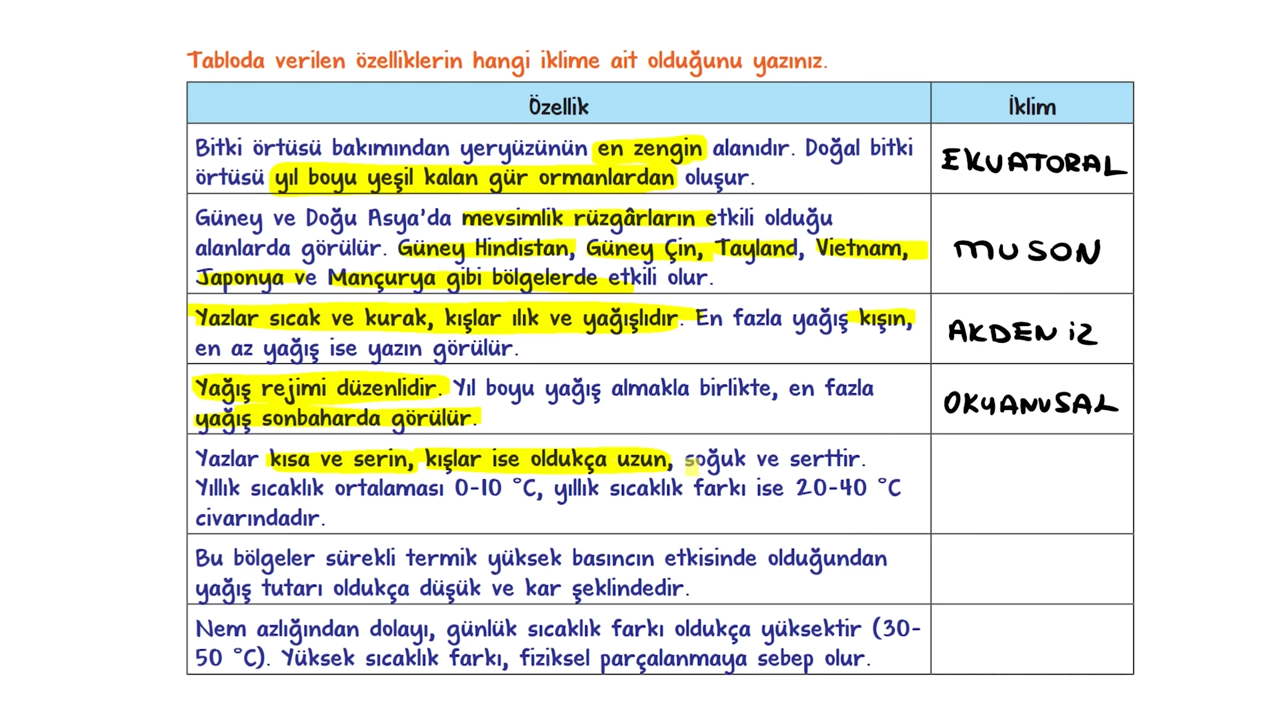 Tabloda verilen özelliklerin hangi iklime ait olduğunu yazınız.
Özellik
İklim
Bitki örtüsü bakımından yeryüzünün en zengin alanıdır. Doğal bitki
örtüsü yıl boyu yeşil kalan gür ormanlardan oluşur.
EKUATORAL
Güney ve Doğu Asya'da mevsimlik rüzgârların etkili olduğu
alanlarda görülür. Güney Hindistan, Güney Çin, Tayland, Vietnam,
Japonya ve Mançurya gibi bölgelerde etkili olur.
MUSON
Yazlar sıcak ve kurak, kışlar ılık ve yağışlıdır. En fazla yağış kışın,
en az yağış ise yazın görülür.
AKDENİZ
Yağış rejimi düzenlidir. Yıl boyu yağış almakla birlikte, en fazla
yağış sonbaharda görülür.
OKYANUSAL
Yazlar kısa ve serin, kışlar ise oldukça uzun, soğuk ve serttir.
Yıllık sıcaklık ortalaması 0-10 °C, yıllık sıcaklık farkı ise 20-40 °C
civarındadır.
Bu bölgeler sürekli termik yüksek basıncın etkisinde olduğundan
yağış tutarı oldukça düşük ve kar şeklindedir.
Nem azlığından dolayı, günlük sıcaklık farkı oldukça yüksektir (30-
50 °C). Yüksek sıcaklık farkı, fiziksel parçalanmaya sebep olur.